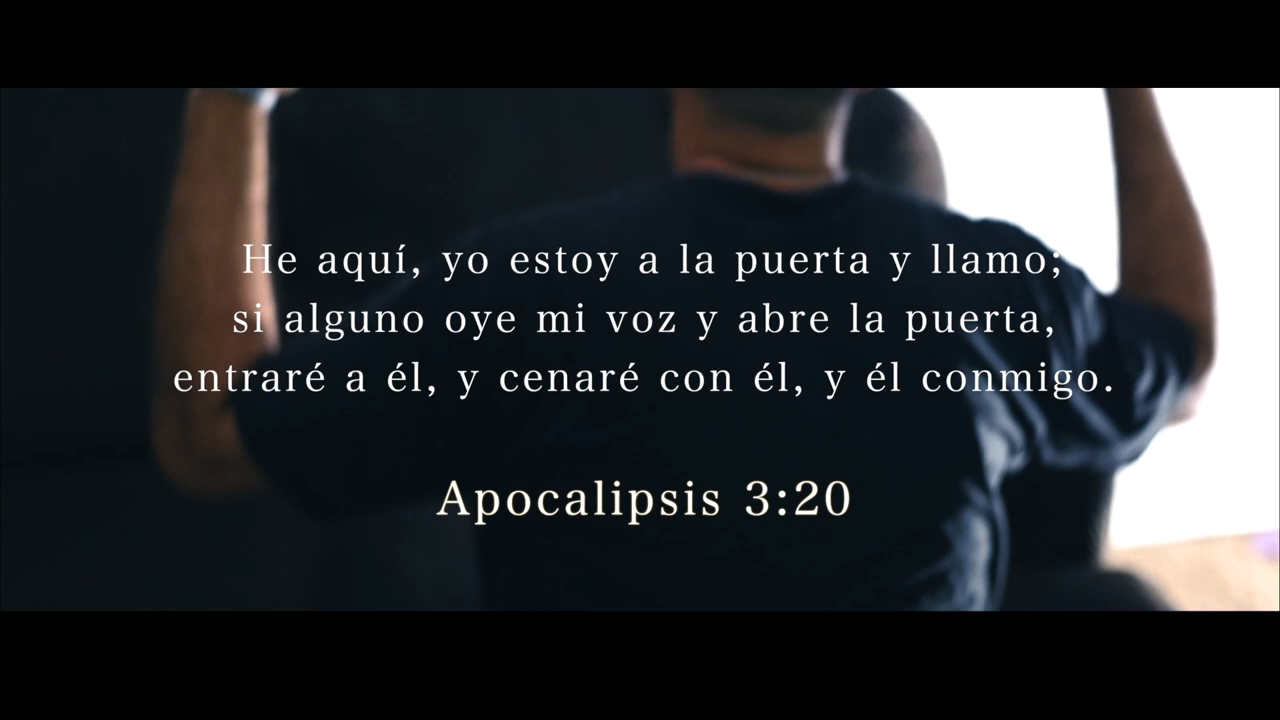 He aquí, yo estoy a la puerta y llamo;
si alguno oye mi voz y abre la puerta,
entraré a él, y cenaré con él, y él conmigo.
Apocalipsis 3:20